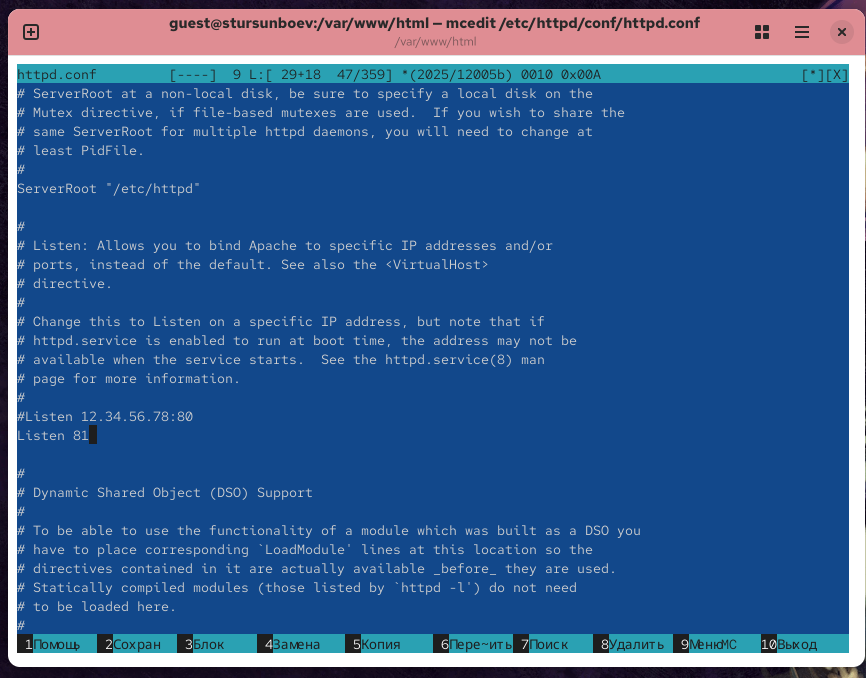 guest@stursunboev:/var/www/html — mcedit /etc/httpd/conf/httpd.conf
/var/www/html
httpd.conf         [----]  9 L:[ 29+18  47/359] *(2025/12005b) 0010 0x00A                         [*][X]
# ServerRoot at a non-local disk, be sure to specify a local disk on the
# Mutex directive, if file-based mutexes are used.  If you wish to share the
# same ServerRoot for multiple httpd daemons, you will need to change at
# least PidFile.
#
ServerRoot "/etc/httpd"
#
# Listen: Allows you to bind Apache to specific IP addresses and/or
# ports, instead of the default. See also the <VirtualHost>
# directive.
#
# Change this to Listen on a specific IP address, but note that if
# httpd.service is enabled to run at boot time, the address may not be
# available when the service starts.  See the httpd.service(8) man
# page for more information.
#
#Listen 12.34.56.78:80
Listen 81
#
# Dynamic Shared Object (DSO) Support
#
# To be able to use the functionality of a module which was built as a DSO you
# have to place corresponding `LoadModule' lines at this location so the
# directives contained in it are actually available _before_ they are used.
# Statically compiled modules (those listed by `httpd -l') do not need
# to be loaded here.
#
1Помощь 2Сохран 3Блок 4Замена 5Копия 6Пере~ить 7Поиск 8Удалить 9МенюMC 10Выход